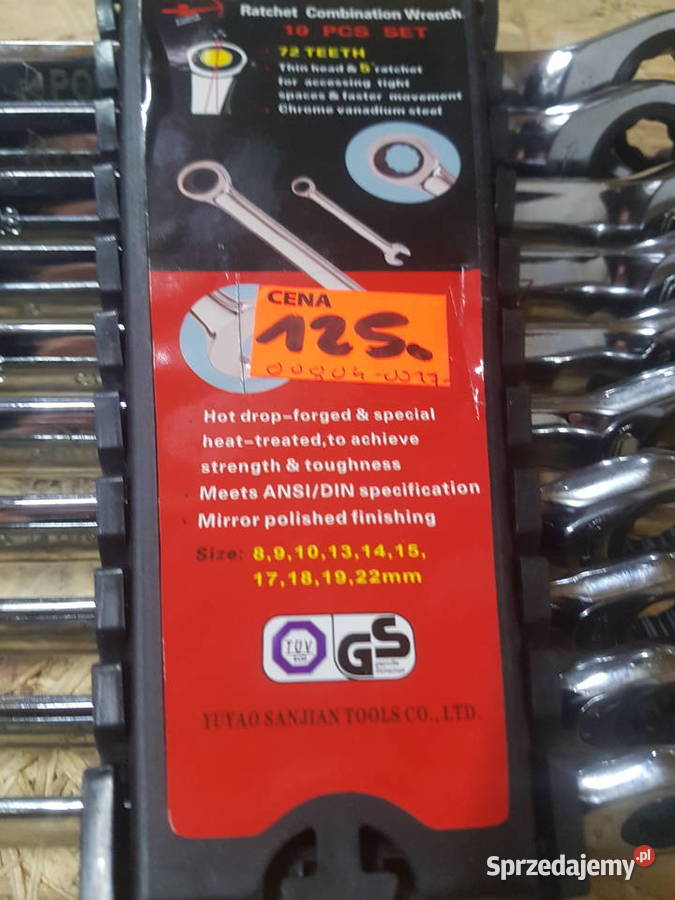 Ratchet Combination Wrench
10 PCS SET
72 TEETH
Thin head & 5°ratchet
for accessing tight
spaces & faster movement
Chrome vanadium steel
CENA
125.
Hot drop-forged & special
heat-treated,to achieve
strength & toughness
Meets ANSI/DIN specification
Mirror polished finishing
Size: 8,9,10,13,14,15,
17,18,19,22mm
TÜV
GS
YUYAO SANJIAN TOOLS CO., LTD.
Sprzedajemy.pl